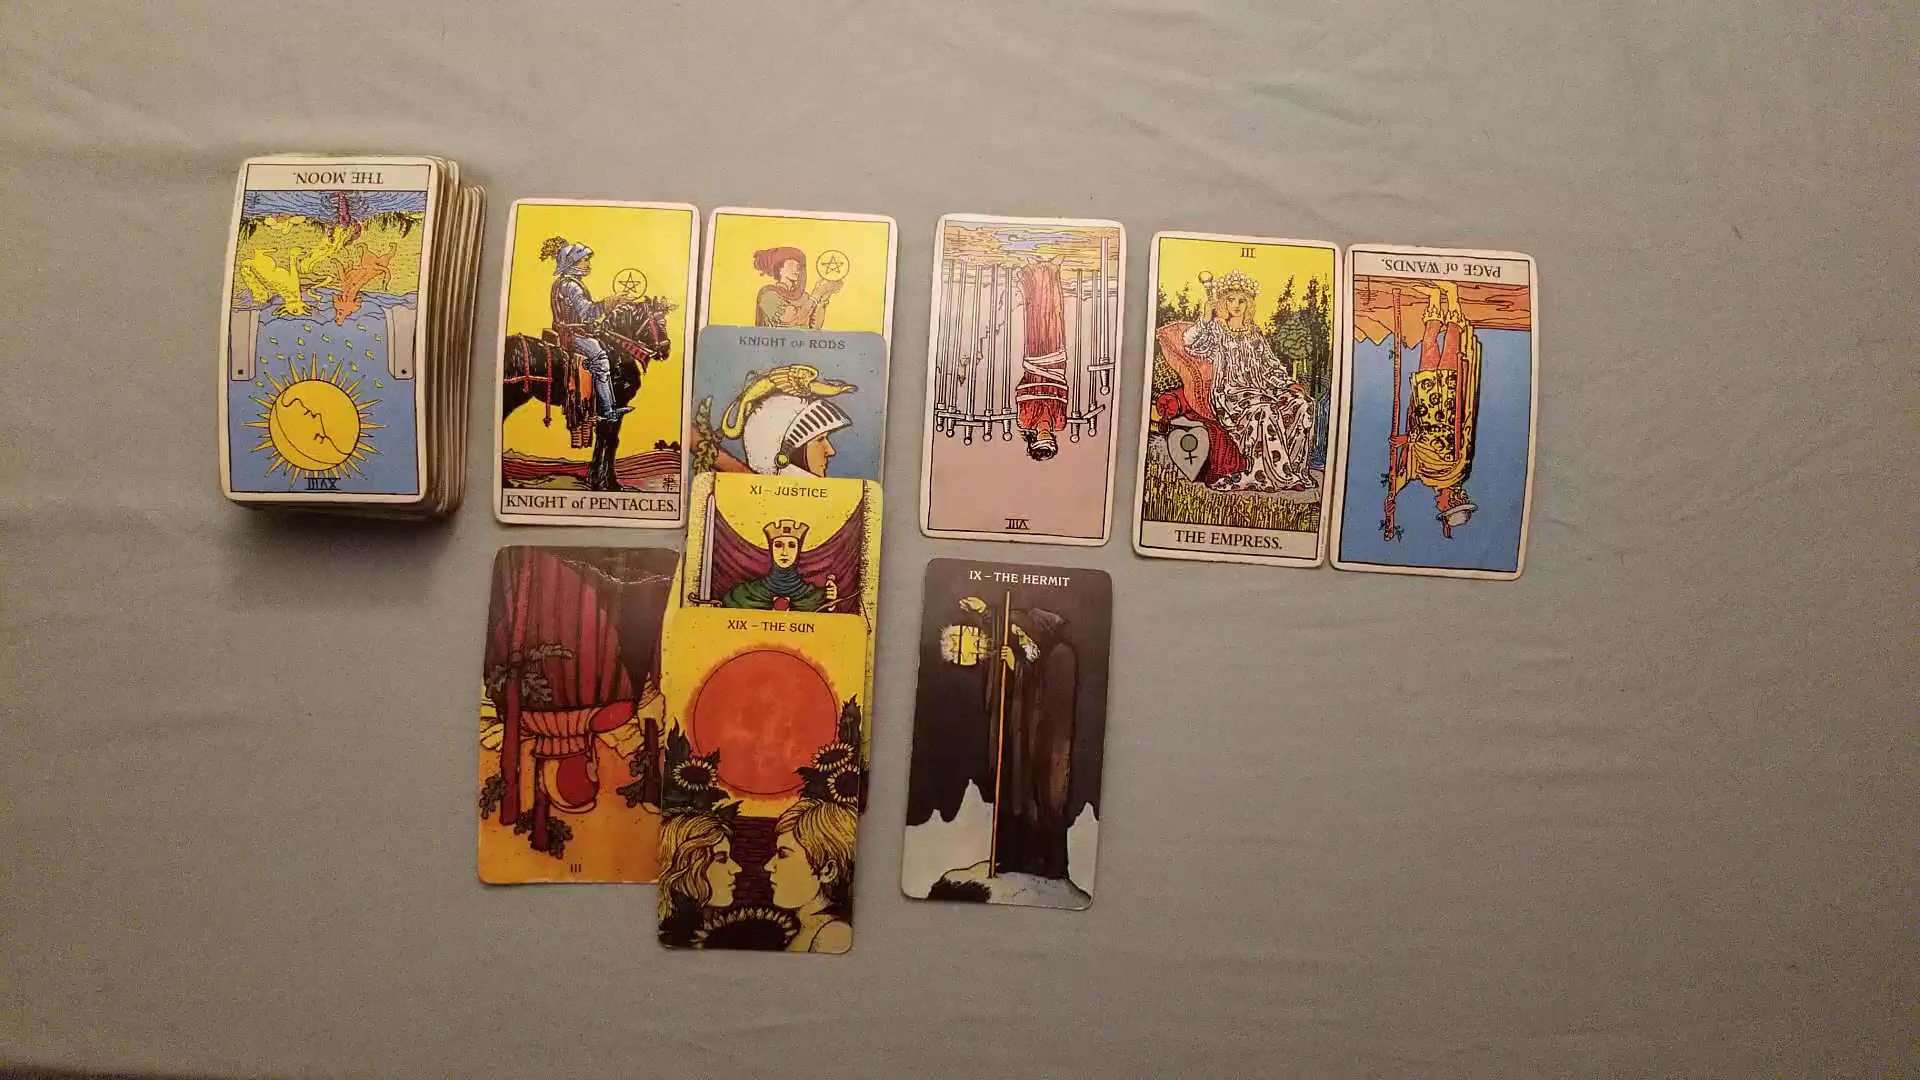 THE MOON.
XVIII
KNIGHT of PENTACLES.
KNIGHT OF RODS
XI – JUSTICE
XIX – THE SUN
III
VIII
IX – THE HERMIT
III
THE EMPRESS.
PAGE of WANDS.